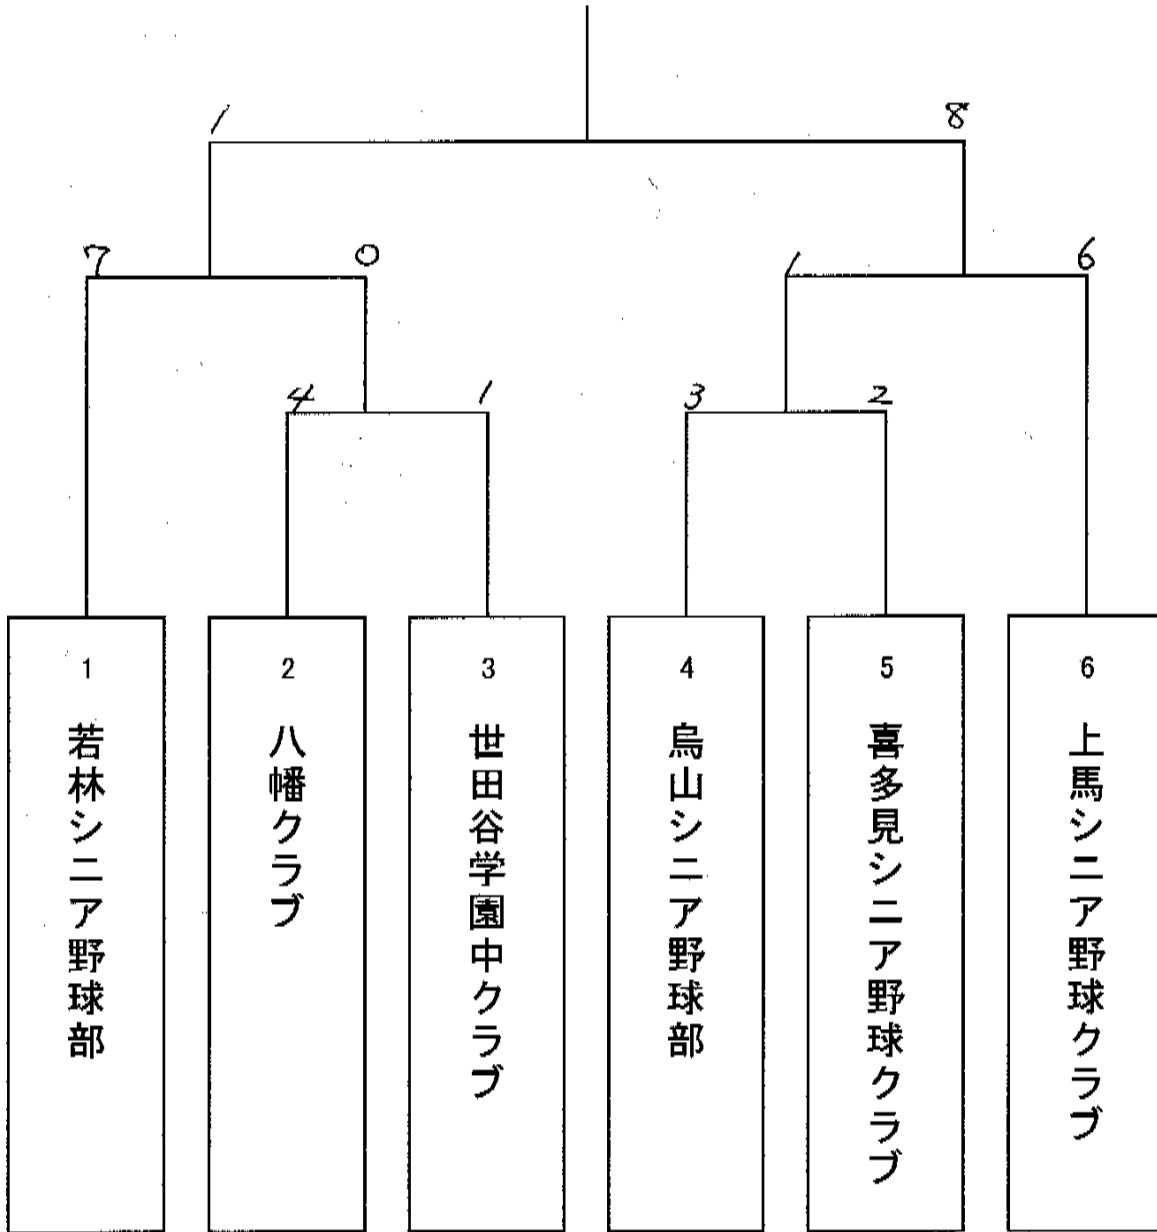 1 8
7 0 1 6
4 1 3 2
1 2 3 4 5 6
若林シニア野球部
八幡クラブ
世田谷学園中クラブ
烏山シニア野球部
喜多見シニア野球クラブ
上馬シニア野球クラブ